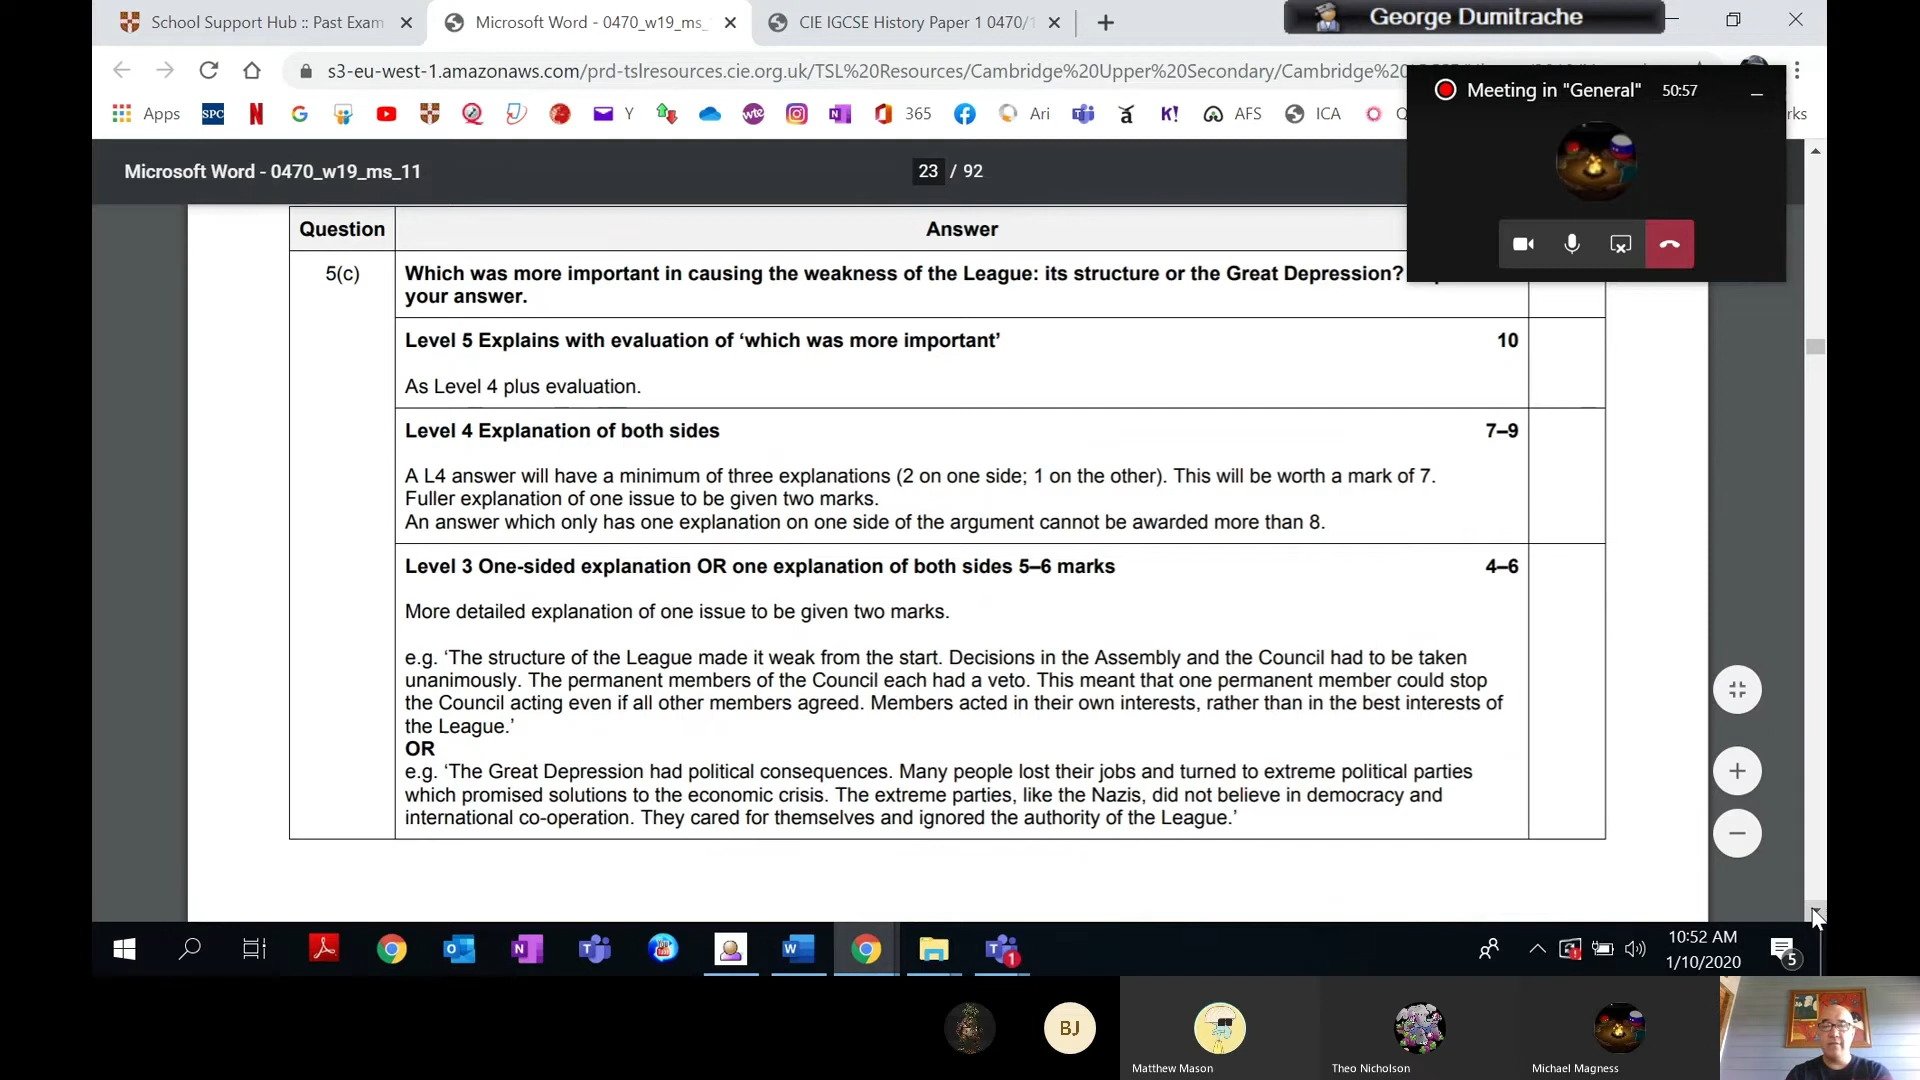 School Support Hub :: Past Exam
Microsoft Word - 0470_w19_ms_
CIE IGCSE History Paper 1 0470/1
George Dumitrache
s3-eu-west-1.amazonaws.com/prd-tslresources.cie.org.uk/TSL%20Resources/Cambridge%20Upper%20Secondary/Cambridge%20
Apps
SPC
Y
wte
365
Ari
á
K!
AFS
ICA
Meeting in "General" 50:57
Microsoft Word - 0470_w19_ms_11
23 / 92
Question
Answer
5(c)
Which was more important in causing the weakness of the League: its structure or the Great Depression?
your answer.
Level 5 Explains with evaluation of ‘which was more important’ 10
As Level 4 plus evaluation.
Level 4 Explanation of both sides 7–9
A L4 answer will have a minimum of three explanations (2 on one side; 1 on the other). This will be worth a mark of 7.
Fuller explanation of one issue to be given two marks.
An answer which only has one explanation on one side of the argument cannot be awarded more than 8.
Level 3 One-sided explanation OR one explanation of both sides 5–6 marks 4–6
More detailed explanation of one issue to be given two marks.
e.g. ‘The structure of the League made it weak from the start. Decisions in the Assembly and the Council had to be taken
unanimously. The permanent members of the Council each had a veto. This meant that one permanent member could stop
the Council acting even if all other members agreed. Members acted in their own interests, rather than in the best interests of
the League.’
OR
e.g. ‘The Great Depression had political consequences. Many people lost their jobs and turned to extreme political parties
which promised solutions to the economic crisis. The extreme parties, like the Nazis, did not believe in democracy and
international co-operation. They cared for themselves and ignored the authority of the League.’
10:52 AM
1/10/2020
5
1
BJ
Matthew Mason
Theo Nicholson
Michael Magness